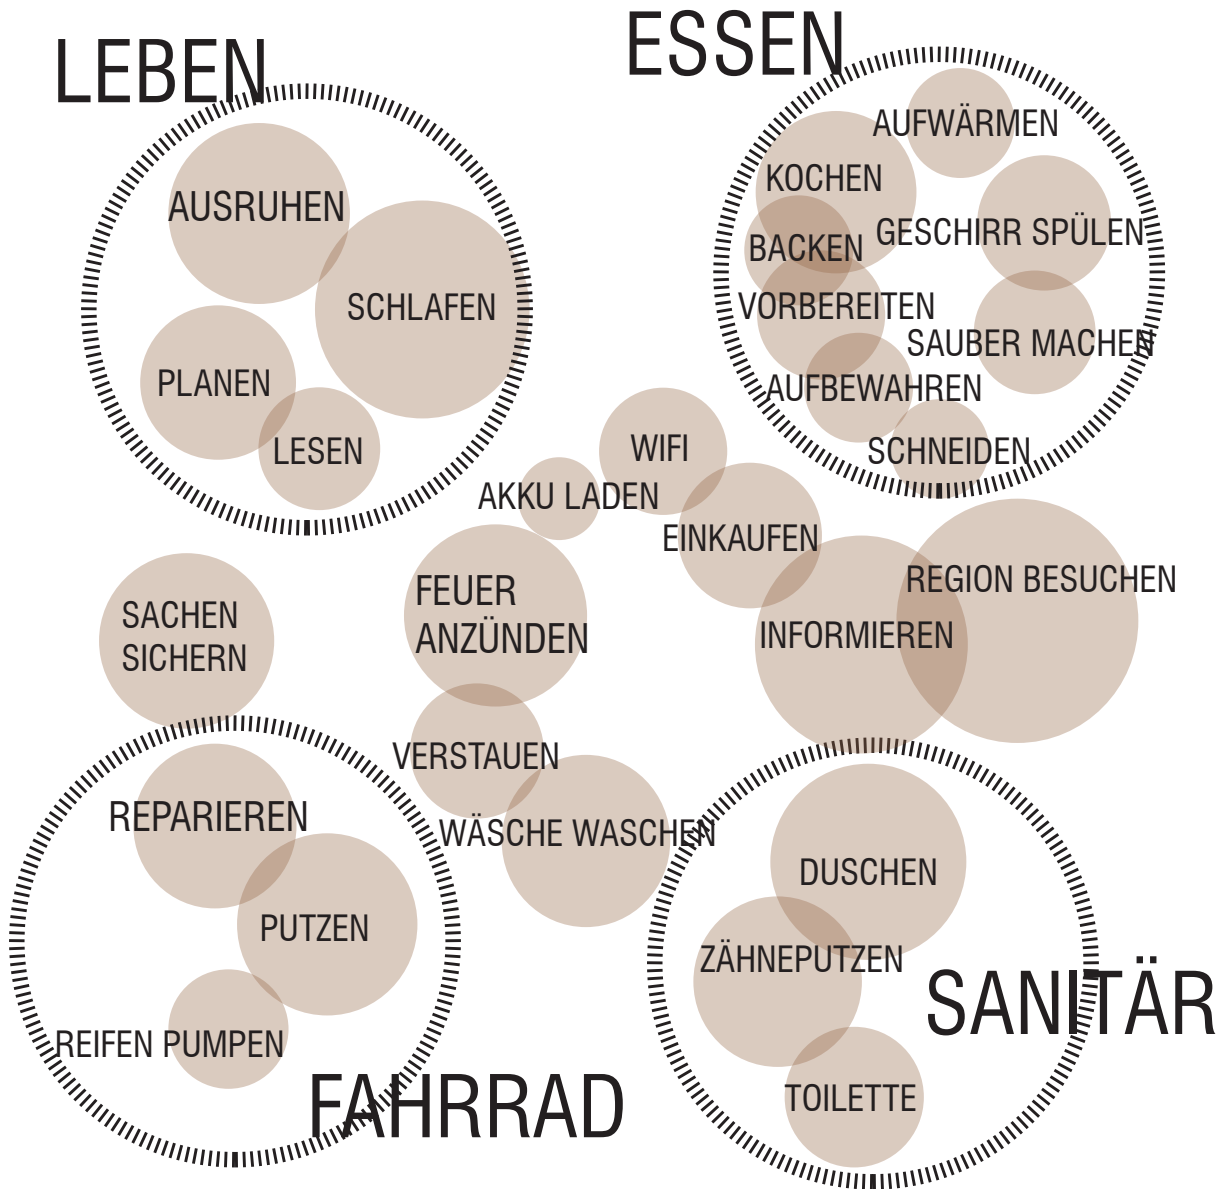 LEBEN
AUSRUHEN
SCHLAFEN
PLANEN
LESEN
ESSEN
AUFWÄRMEN
KOCHEN
GESCHIRR SPÜLEN
BACKEN
VORBEREITEN
SAUBER MACHEN
AUFBEWAHREN
SCHNEIDEN
WIFI
AKKU LADEN
EINKAUFEN
REGION BESUCHEN
INFORMIEREN
FEUER
ANZÜNDEN
SACHEN
SICHERN
VERSTAUEN
WÄSCHE WASCHEN
REPARIEREN
PUTZEN
REIFEN PUMPEN
FAHRRAD
DUSCHEN
ZÄHNEPUTZEN
SANITÄR
TOILETTE